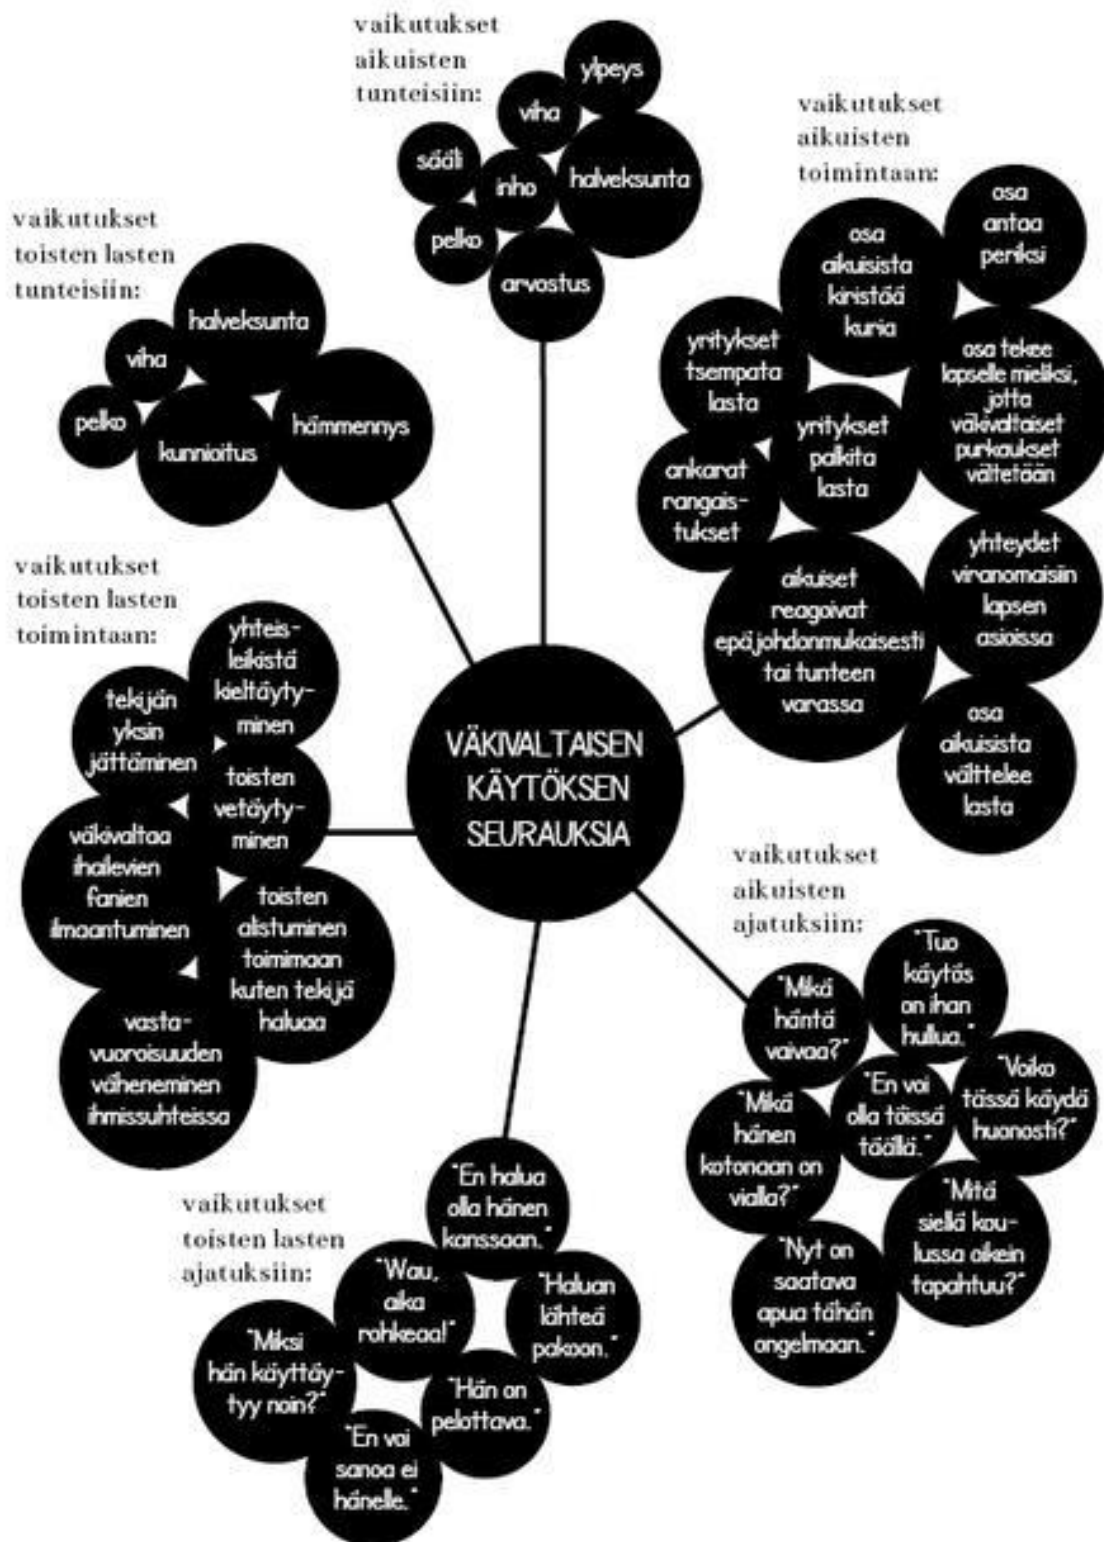 vaikutukset
aikuisten
tunteisiin:
ylpeys
viha
sääli
inho
halveksunta
pelko
arvostus
vaikutukset
aikuisten
toimintaan:
osa
antaa
periksi
osa
aikuisista
kiristää
kuria
yritykset
tsempata
lasta
osa tekee
lapselle mieliksi,
jotta
väkivaltaiset
purkaukset
vältetään
yritykset
palkita
lasta
ankarat
rangais-
tukset
yhteydet
viranomaisiin
lapsen
asioissa
aikuiset
reagoivat
epäjohdonmukaisesti
tai tunteen
varassa
osa
aikuisista
välttelee
lasta
vaikutukset
toisten lasten
tunteisiin:
halveksunta
viha
pelko
kunnioitus
hämmennys
vaikutukset
toisten lasten
toimintaan:
yhteis-
leikistä
kieltäyty-
minen
tekijän
yksin
jättäminen
toisten
vetäyty-
minen
väkivaltaa
ihailevien
fanien
ilmaantuminen
toisten
alistuminen
toimimaan
kuten tekijä
haluaa
vasta-
vuoroisuuden
väheneminen
ihmissuhteissa
VÄKIVALTAISEN
KÄYTÖKSEN
SEURAUKSIA
vaikutukset
aikuisten
ajatuksiin:
"Tuo
käytös
on ihan
hullua."
"Mikä
häntä
vaivaa?"
"Voiko
tässä käydä
huonosti?"
"En voi
olla töissä
täällä."
"Mikä
hänen
kotonaan on
vialla?"
"Mitä
siellä kou-
lussa oikein
tapahtuu?"
"Nyt on
saatava
apua tähän
ongelmaan."
vaikutukset
toisten lasten
ajatuksiin:
"En halua
olla hänen
kanssaan."
"Wau,
aika
rohkeaa!"
"Haluan
lähteä
pakoon."
"Miksi
hän käyttäy-
tyy noin?"
"Hän on
pelottava."
"En voi
sanoa ei
hänelle."